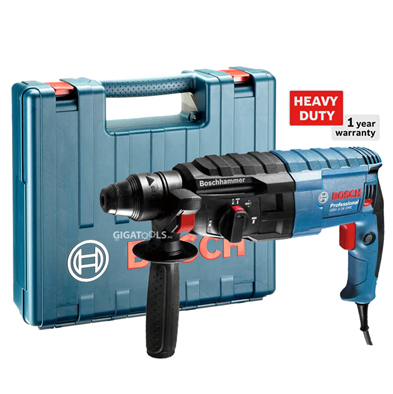 HEAVY
DUTY
1 year
warranty
Boschhammer
BOSCH
Professional
GIGATOOLS
BOSCH